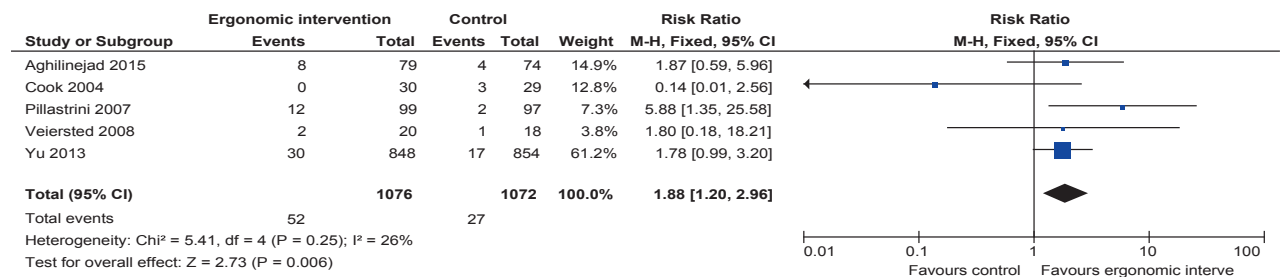 Ergonomic intervention Control Risk Ratio Risk Ratio
Study or Subgroup Events Total Events Total Weight M-H, Fixed, 95% CI M-H, Fixed, 95% CI
Aghilinejad 2015 8 79 4 74 14.9% 1.87 [0.59, 5.96]
Cook 2004 0 30 3 29 12.8% 0.14 [0.01, 2.56]
Pillastrini 2007 12 99 2 97 7.3% 5.88 [1.35, 25.58]
Veiersted 2008 2 20 1 18 3.8% 1.80 [0.18, 18.21]
Yu 2013 30 848 17 854 61.2% 1.78 [0.99, 3.20]
Total (95% CI) 1076 1072 100.0% 1.88 [1.20, 2.96]
Total events 52 27
Heterogeneity: Chi² = 5.41, df = 4 (P = 0.25); I² = 26%
Test for overall effect: Z = 2.73 (P = 0.006)
0.01 0.1 1 10 100
Favours control Favours ergonomic interve